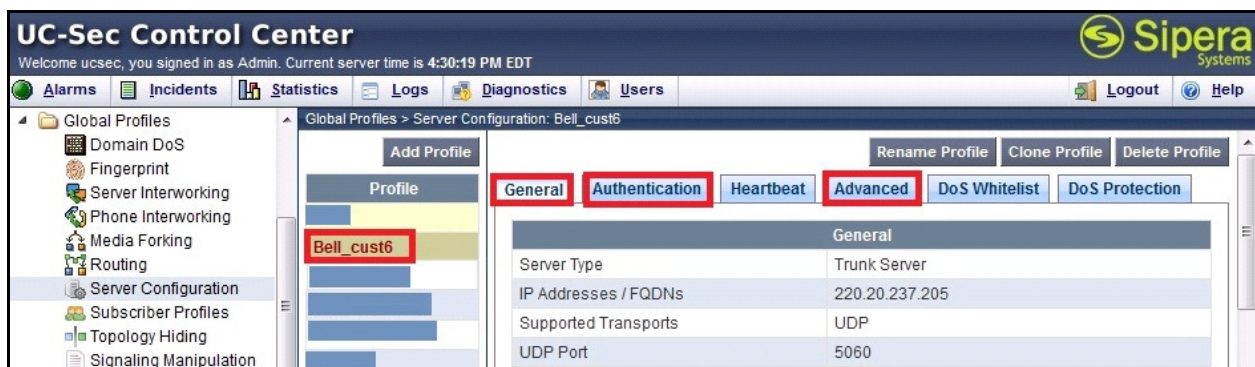 UC-Sec Control Center
Welcome ucsec, you signed in as Admin. Current server time is 4:30:19 PM EDT
Sipera
Systems
Alarms Incidents Statistics Logs Diagnostics Users Logout Help
Global Profiles
Domain DoS
Fingerprint
Server Interworking
Phone Interworking
Media Forking
Routing
Server Configuration
Subscriber Profiles
Topology Hiding
Signaling Manipulation
Global Profiles > Server Configuration: Bell_cust6
Add Profile
Profile
Bell_cust6
Rename Profile Clone Profile Delete Profile
General Authentication Heartbeat Advanced DoS Whitelist DoS Protection
General
Server Type Trunk Server
IP Addresses / FQDNs 220.20.237.205
Supported Transports UDP
UDP Port 5060